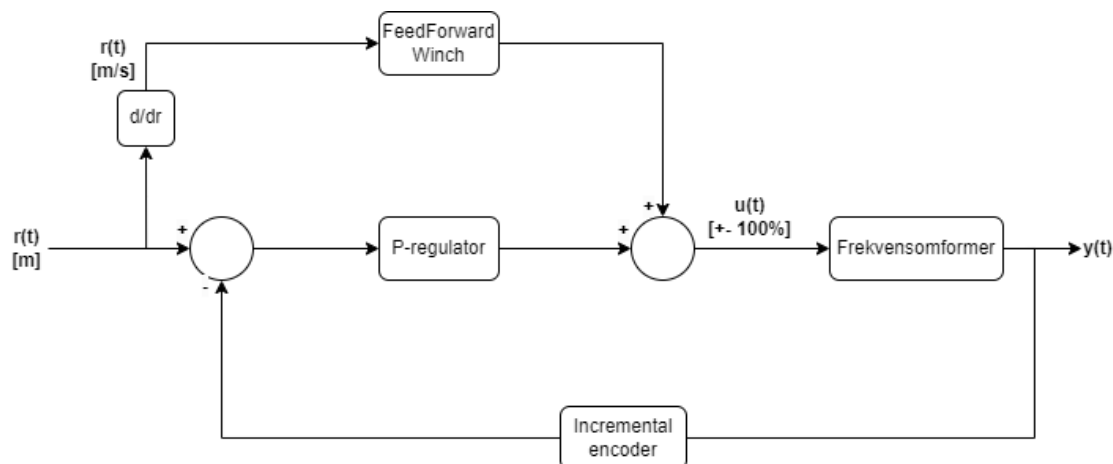 FeedForward
Winch
r(t)
[m/s]
d/dr
+
u(t)
[+- 100%]
r(t)
[m]
+
P-regulator
+
Frekvensomformer
y(t)
-
Incremental
encoder